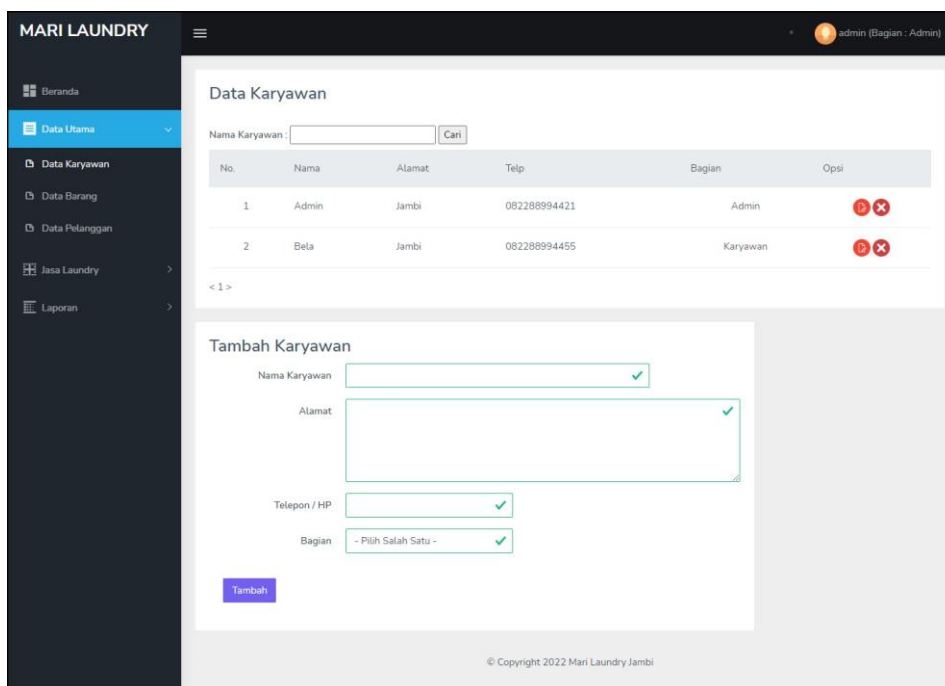 MARI LAUNDRY
admin (Bagian : Admin)
Beranda
Data Utama
Data Karyawan
Data Barang
Data Pelanggan
Jasa Laundry
Laporan
Data Karyawan
Nama Karyawan : Cari
No. Nama Alamat Telp Bagian Opsi
1 Admin Jambi 082288994421 Admin
2 Bela Jambi 082288994455 Karyawan
< 1 >
Tambah Karyawan
Nama Karyawan
Alamat
Telepon / HP
Bagian - Pilih Salah Satu -
Tambah
© Copyright 2022 Mari Laundry Jambi